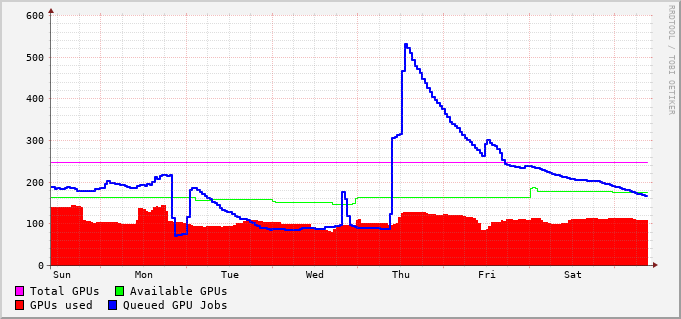 RRDTOOL / TOBI OETIKER
600
500
400
300
200
100
0
Sun Mon Tue Wed Thu Fri Sat
Total GPUs Available GPUs
GPUs used Queued GPU Jobs